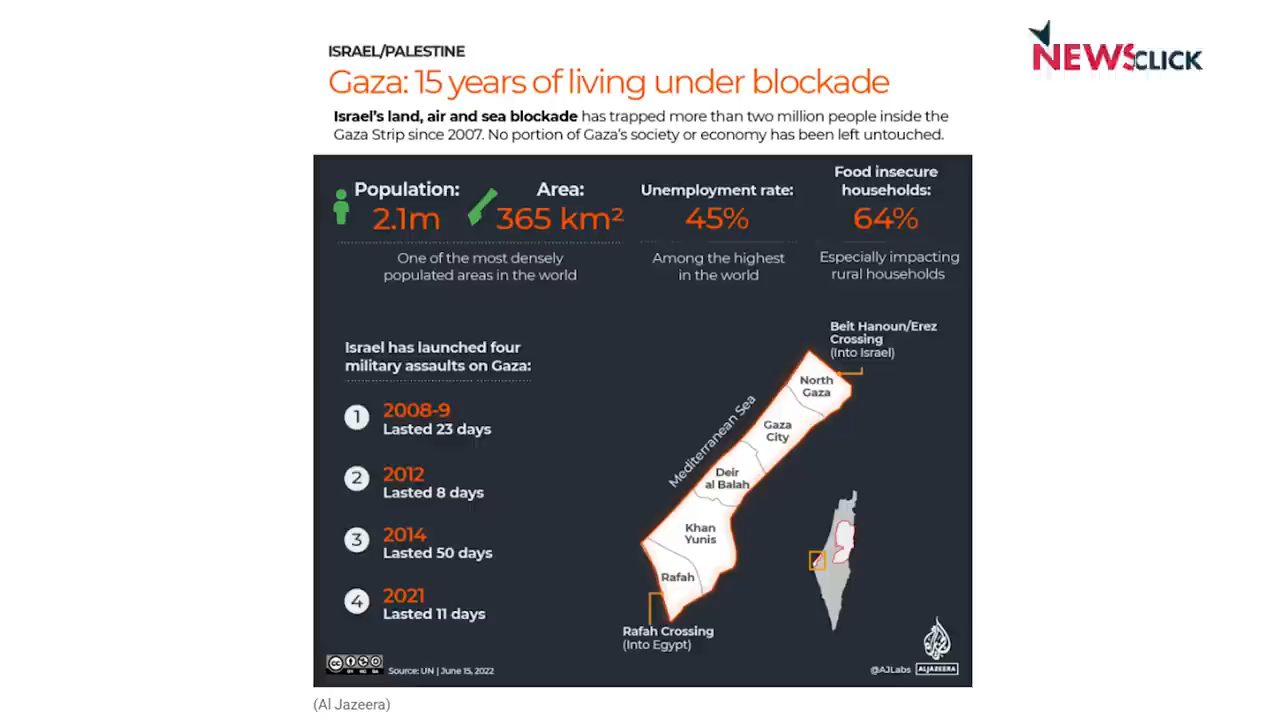 ISRAEL/PALESTINE
Gaza: 15 years of living under blockade
NEWSCLICK
Israel's land, air and sea blockade has trapped more than two million people inside the
Gaza Strip since 2007. No portion of Gaza's society or economy has been left untouched.
Population:
2.1m
Area:
365 km²
One of the most densely
populated areas in the world
Unemployment rate:
45%
Among the highest
in the world
Food insecure
households:
64%
Especially impacting
rural households
Israel has launched four
military assaults on Gaza:
1
2008-9
Lasted 23 days
2
2012
Lasted 8 days
3
2014
Lasted 50 days
4
2021
Lasted 11 days
Beit Hanoun/Erez
Crossing
(Into Israel)
North
Gaza
Gaza
City
Mediterranean Sea
Deir
al Balah
Khan
Yunis
Rafah
Rafah Crossing
(Into Egypt)
Source: UN | June 15, 2022
@AJLabs
ALJAZEERA
(Al Jazeera)